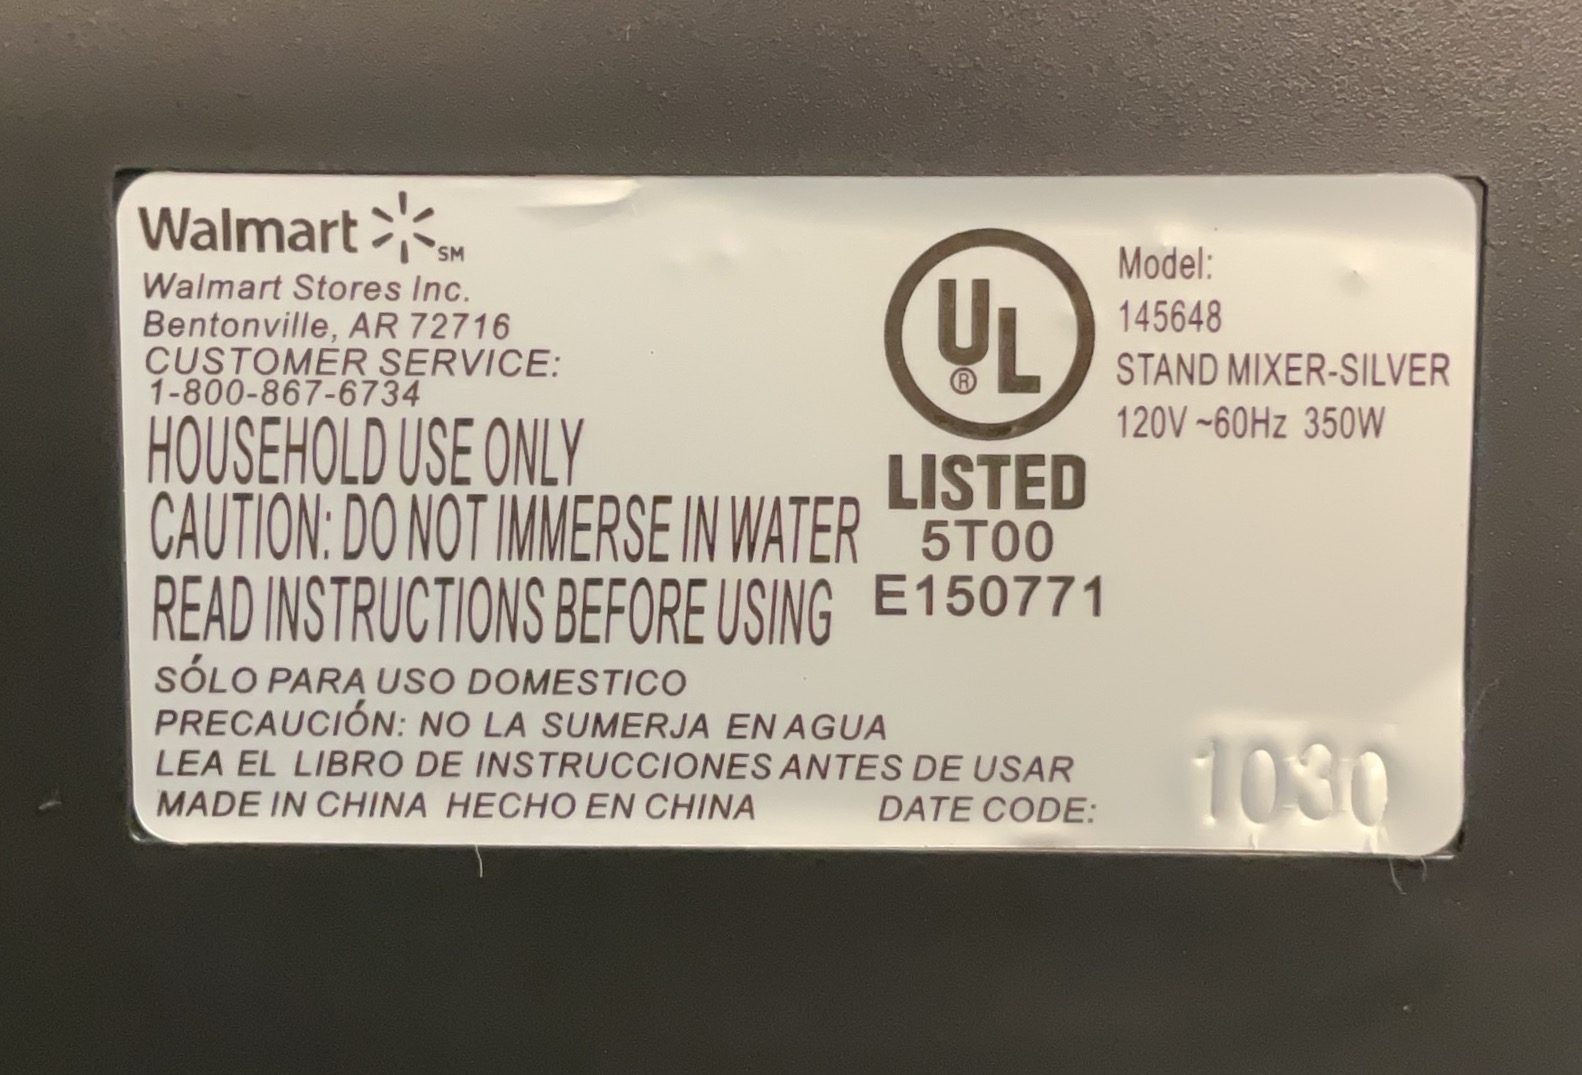 Walmart SM
Walmart Stores Inc.
Bentonville, AR 72716
CUSTOMER SERVICE:
1-800-867-6734
HOUSEHOLD USE ONLY
CAUTION: DO NOT IMMERSE IN WATER
READ INSTRUCTIONS BEFORE USING
SÓLO PARA USO DOMESTICO
PRECAUCIÓN: NO LA SUMERJA EN AGUA
LEA EL LIBRO DE INSTRUCCIONES ANTES DE USAR
MADE IN CHINA HECHO EN CHINA
DATE CODE: 1030
UL ®
LISTED
5T00
E150771
Model:
145648
STAND MIXER-SILVER
120V ~60Hz 350W